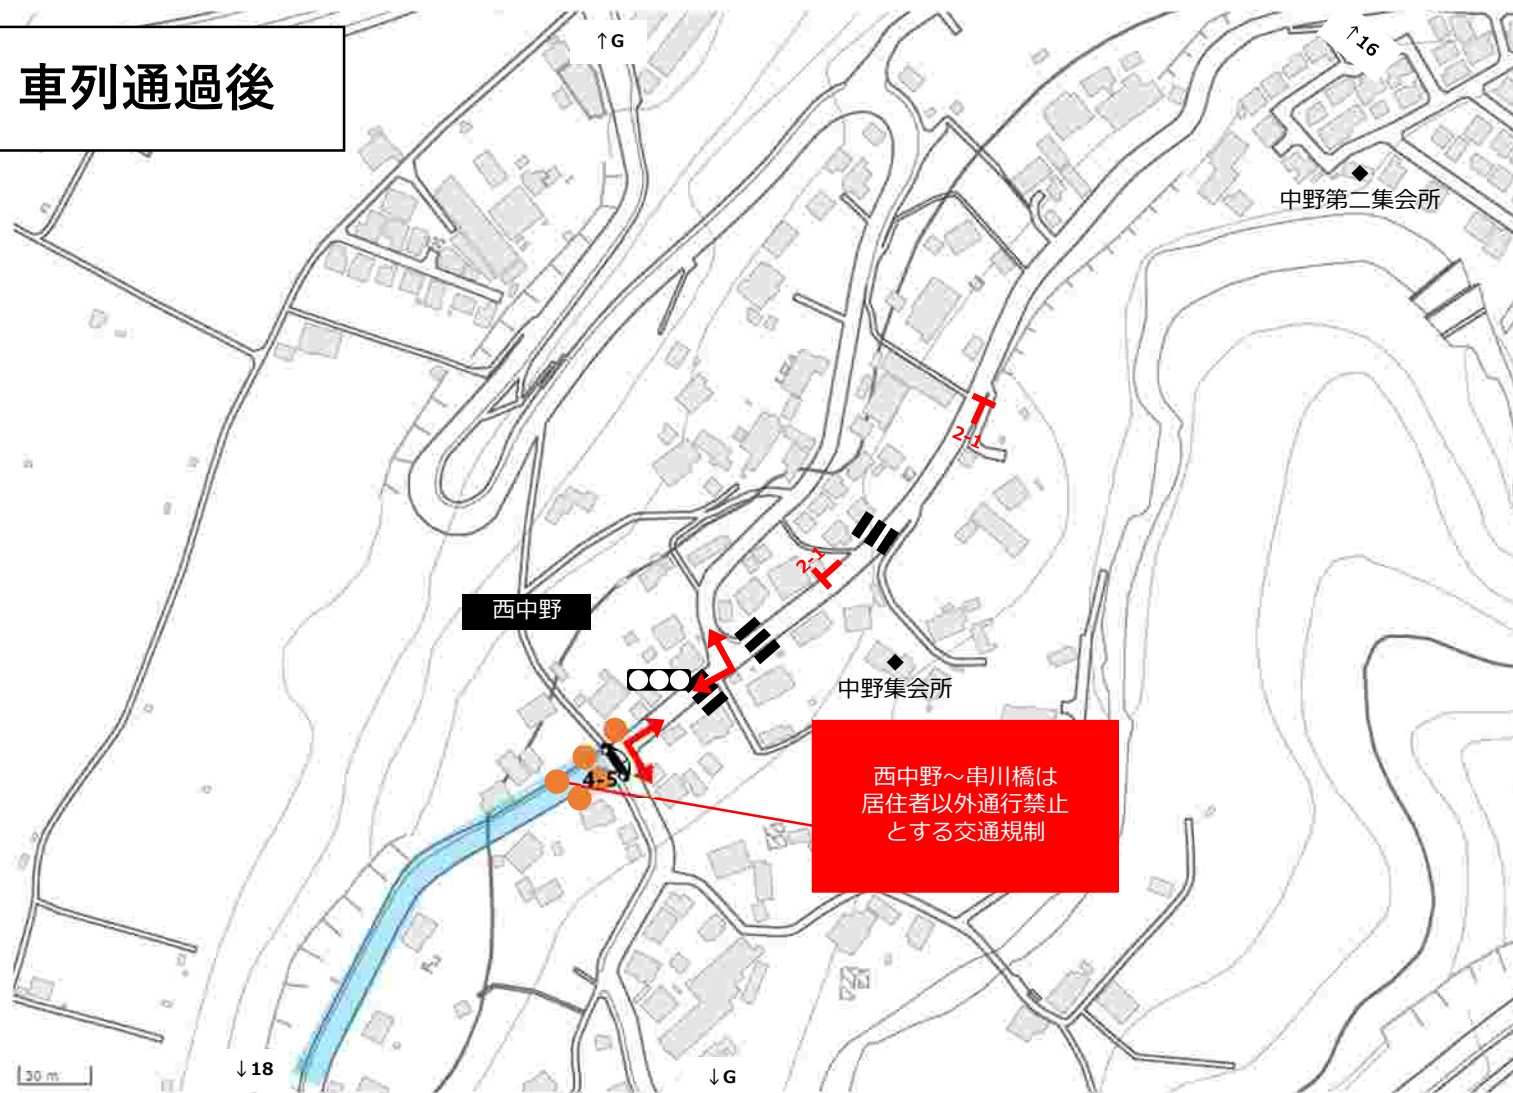 車列通過後
↑G
↑16
中野第二集会所
2-1
2-1
西中野
中野集会所
4-5
西中野～串川橋は
居住者以外通行禁止
とする交通規制
30 m
↓18
↓G